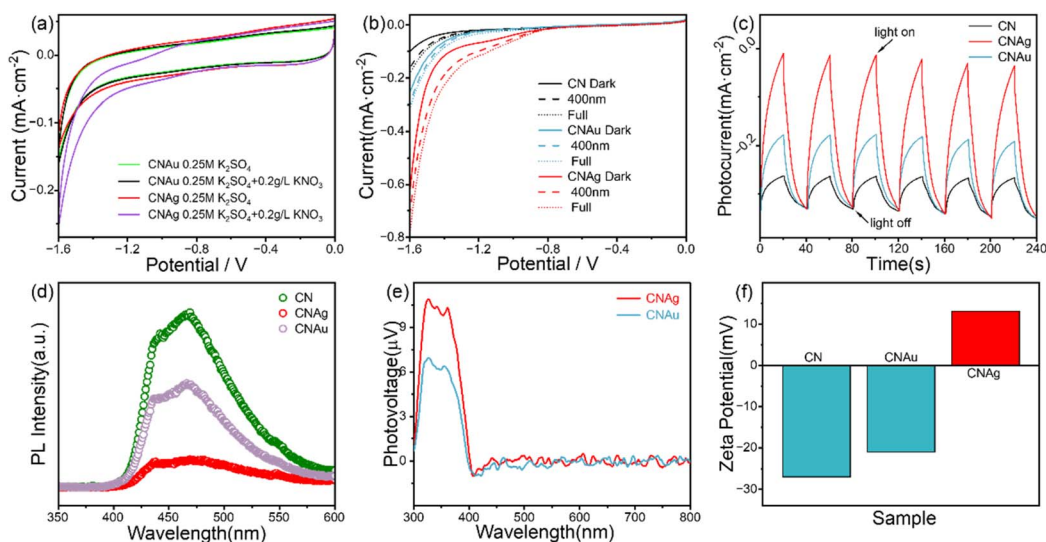 (a)
Current (mA·cm⁻²)
0.0
−0.1
−0.2
CNAu 0.25M K₂SO₄
CNAu 0.25M K₂SO₄+0.2g/L KNO₃
CNAg 0.25M K₂SO₄
CNAg 0.25M K₂SO₄+0.2g/L KNO₃
−1.6 −1.2 −0.8 −0.4 0.0
Potential / V
(b)
Current(mA·cm⁻²)
0.0
−0.2
−0.4
−0.6
−0.8
CN Dark
400nm
Full
CNAu Dark
400nm
Full
CNAg Dark
400nm
Full
−1.6 −1.2 −0.8 −0.4 0.0
Potential / V
(c)
Photocurrent(mA·cm⁻²)
−0.0
−0.2
CN
CNAg
CNAu
light on
light off
0 40 80 120 160 200 240
Time(s)
(d)
PL Intensity(a.u.)
CN
CNAg
CNAu
350 400 450 500 550 600
Wavelength(nm)
(e)
Photovoltage(μV)
9
6
3
0
CNAg
CNAu
300 400 500 600 700 800
Wavelength(nm)
(f)
Zeta Potential(mV)
10
0
−10
−20
−30
CN
CNAu
CNAg
Sample